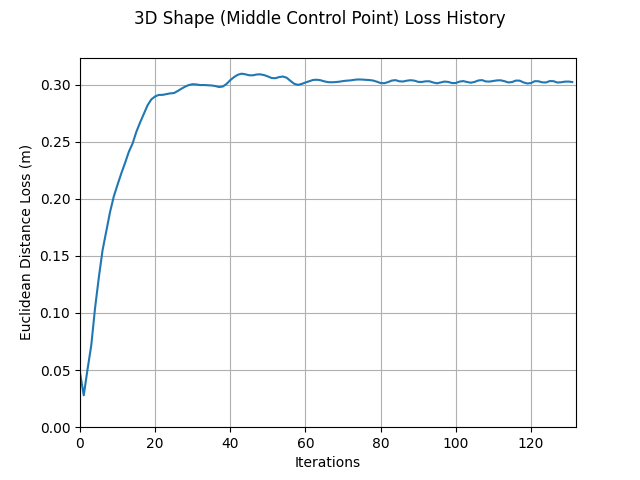 3D Shape (Middle Control Point) Loss History
Euclidean Distance Loss (m)
0.30
0.25
0.20
0.15
0.10
0.05
0.00
0 20 40 60 80 100 120
Iterations